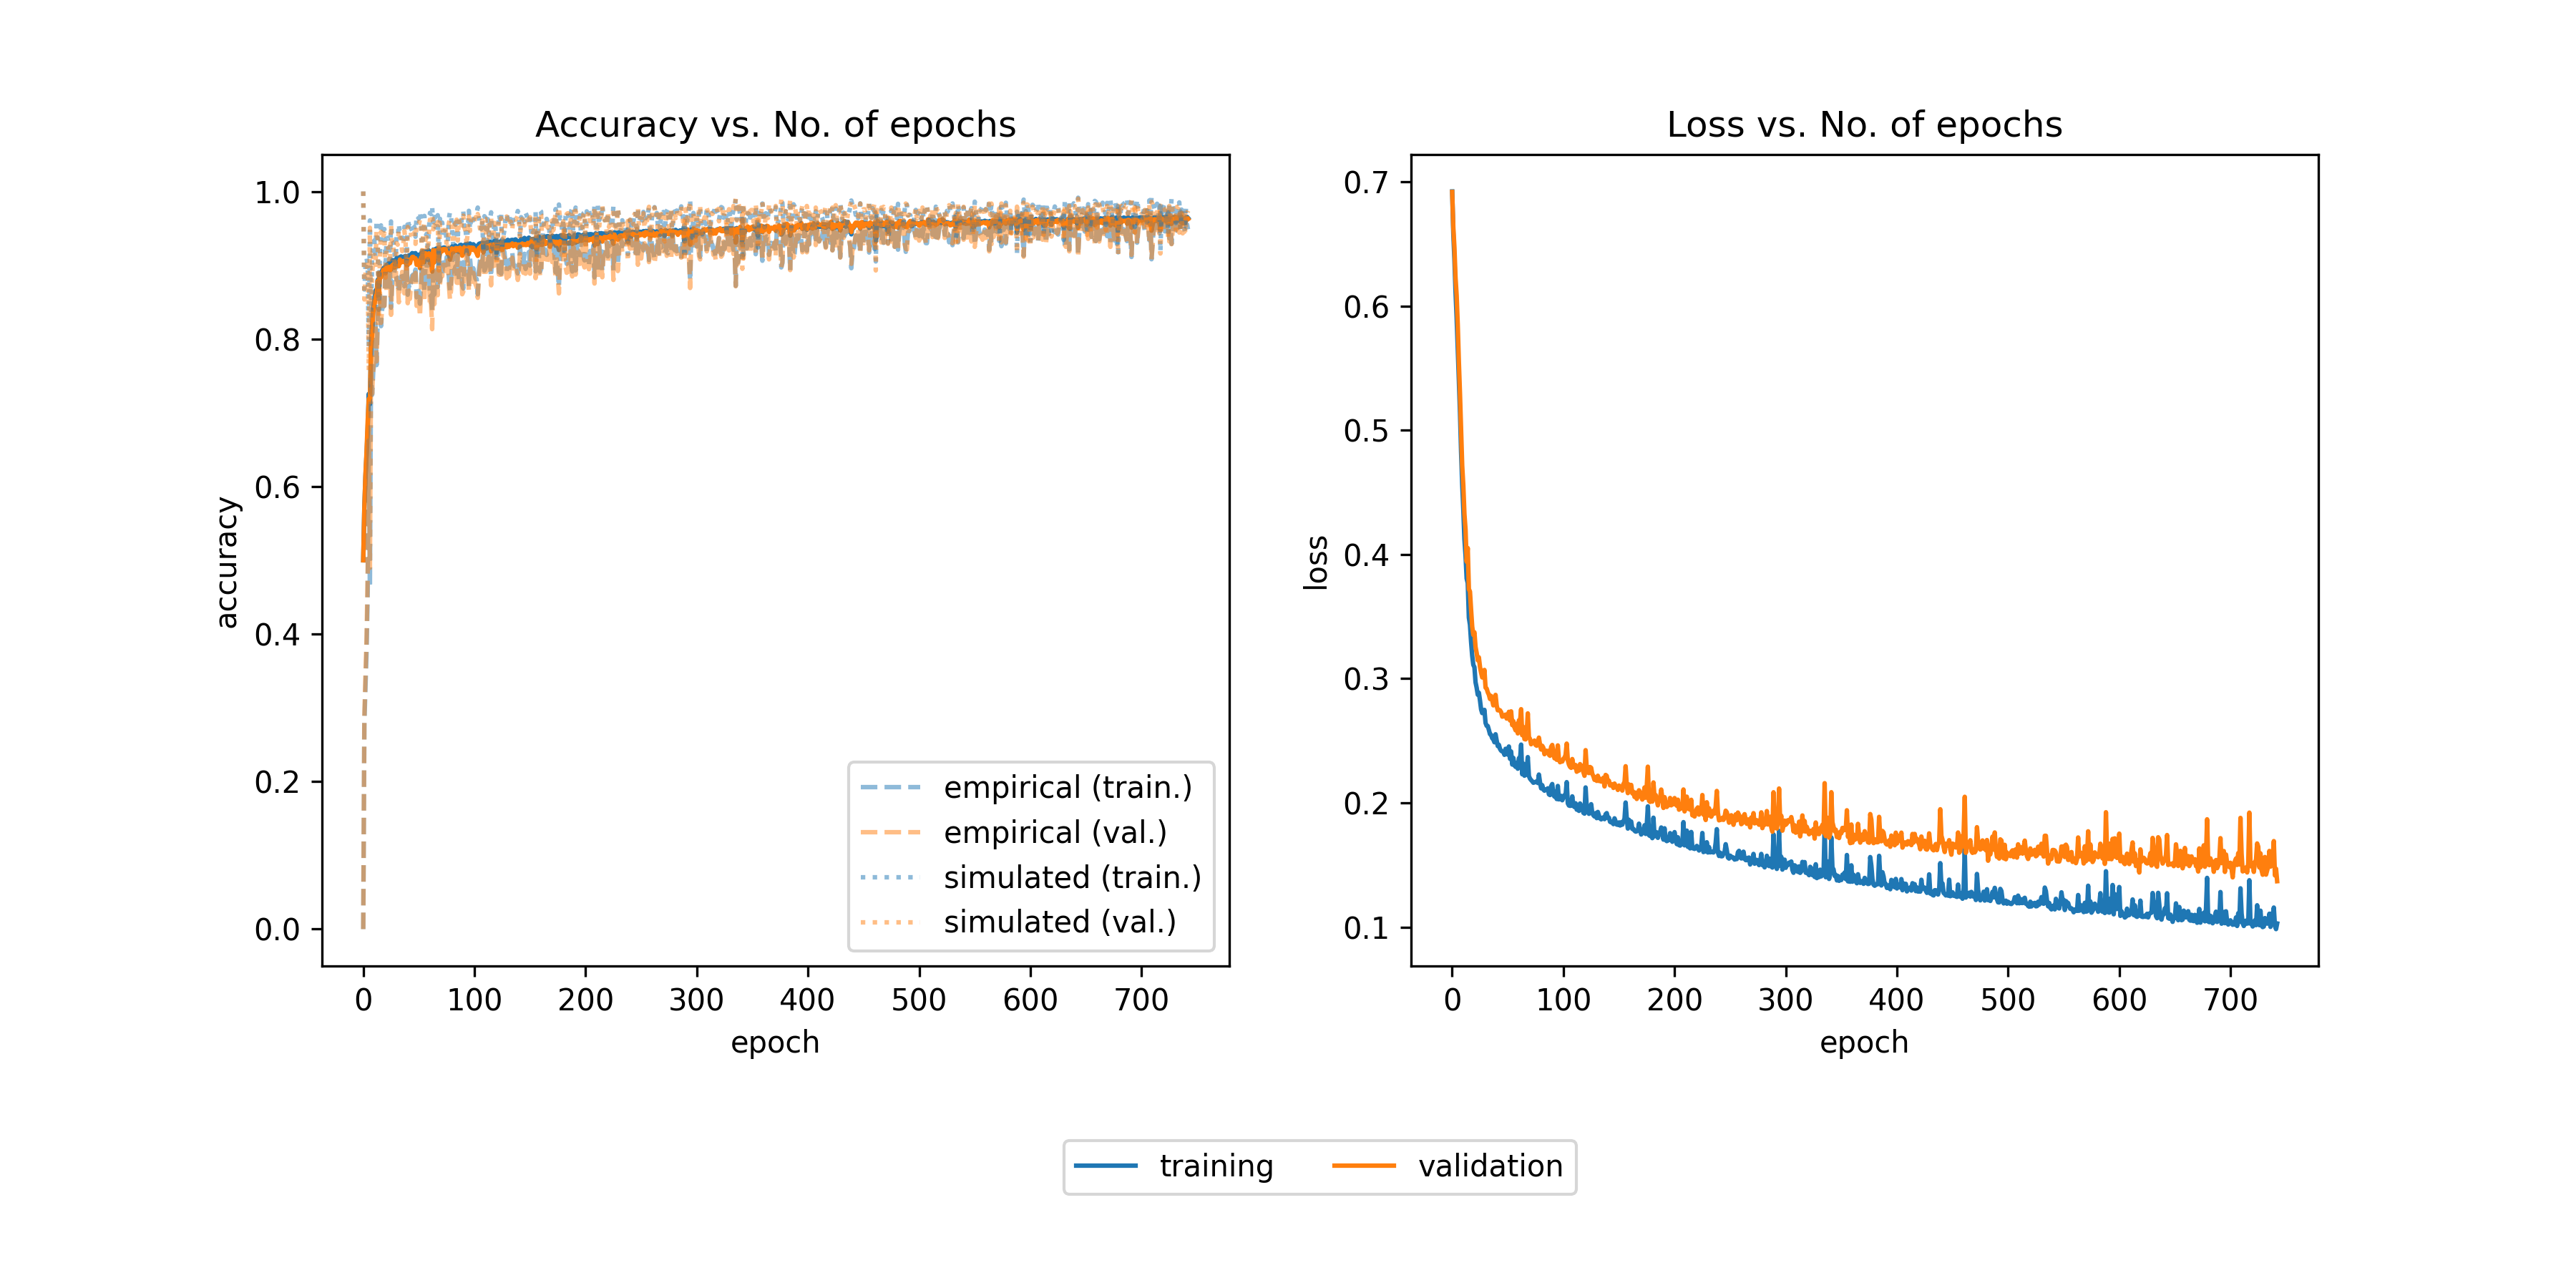 Accuracy vs. No. of epochs
1.0
0.8
0.6
0.4
0.2
0.0
accuracy
0 100 200 300 400 500 600 700
epoch
empirical (train.)
empirical (val.)
simulated (train.)
simulated (val.)
Loss vs. No. of epochs
0.7
0.6
0.5
0.4
0.3
0.2
0.1
loss
0 100 200 300 400 500 600 700
epoch
training validation